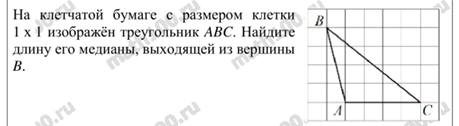 На клетчатой бумаге с размером клетки
1 x 1 изображён треугольник ABC. Найдите
длину его медианы, выходящей из вершины
B.
B
A
C